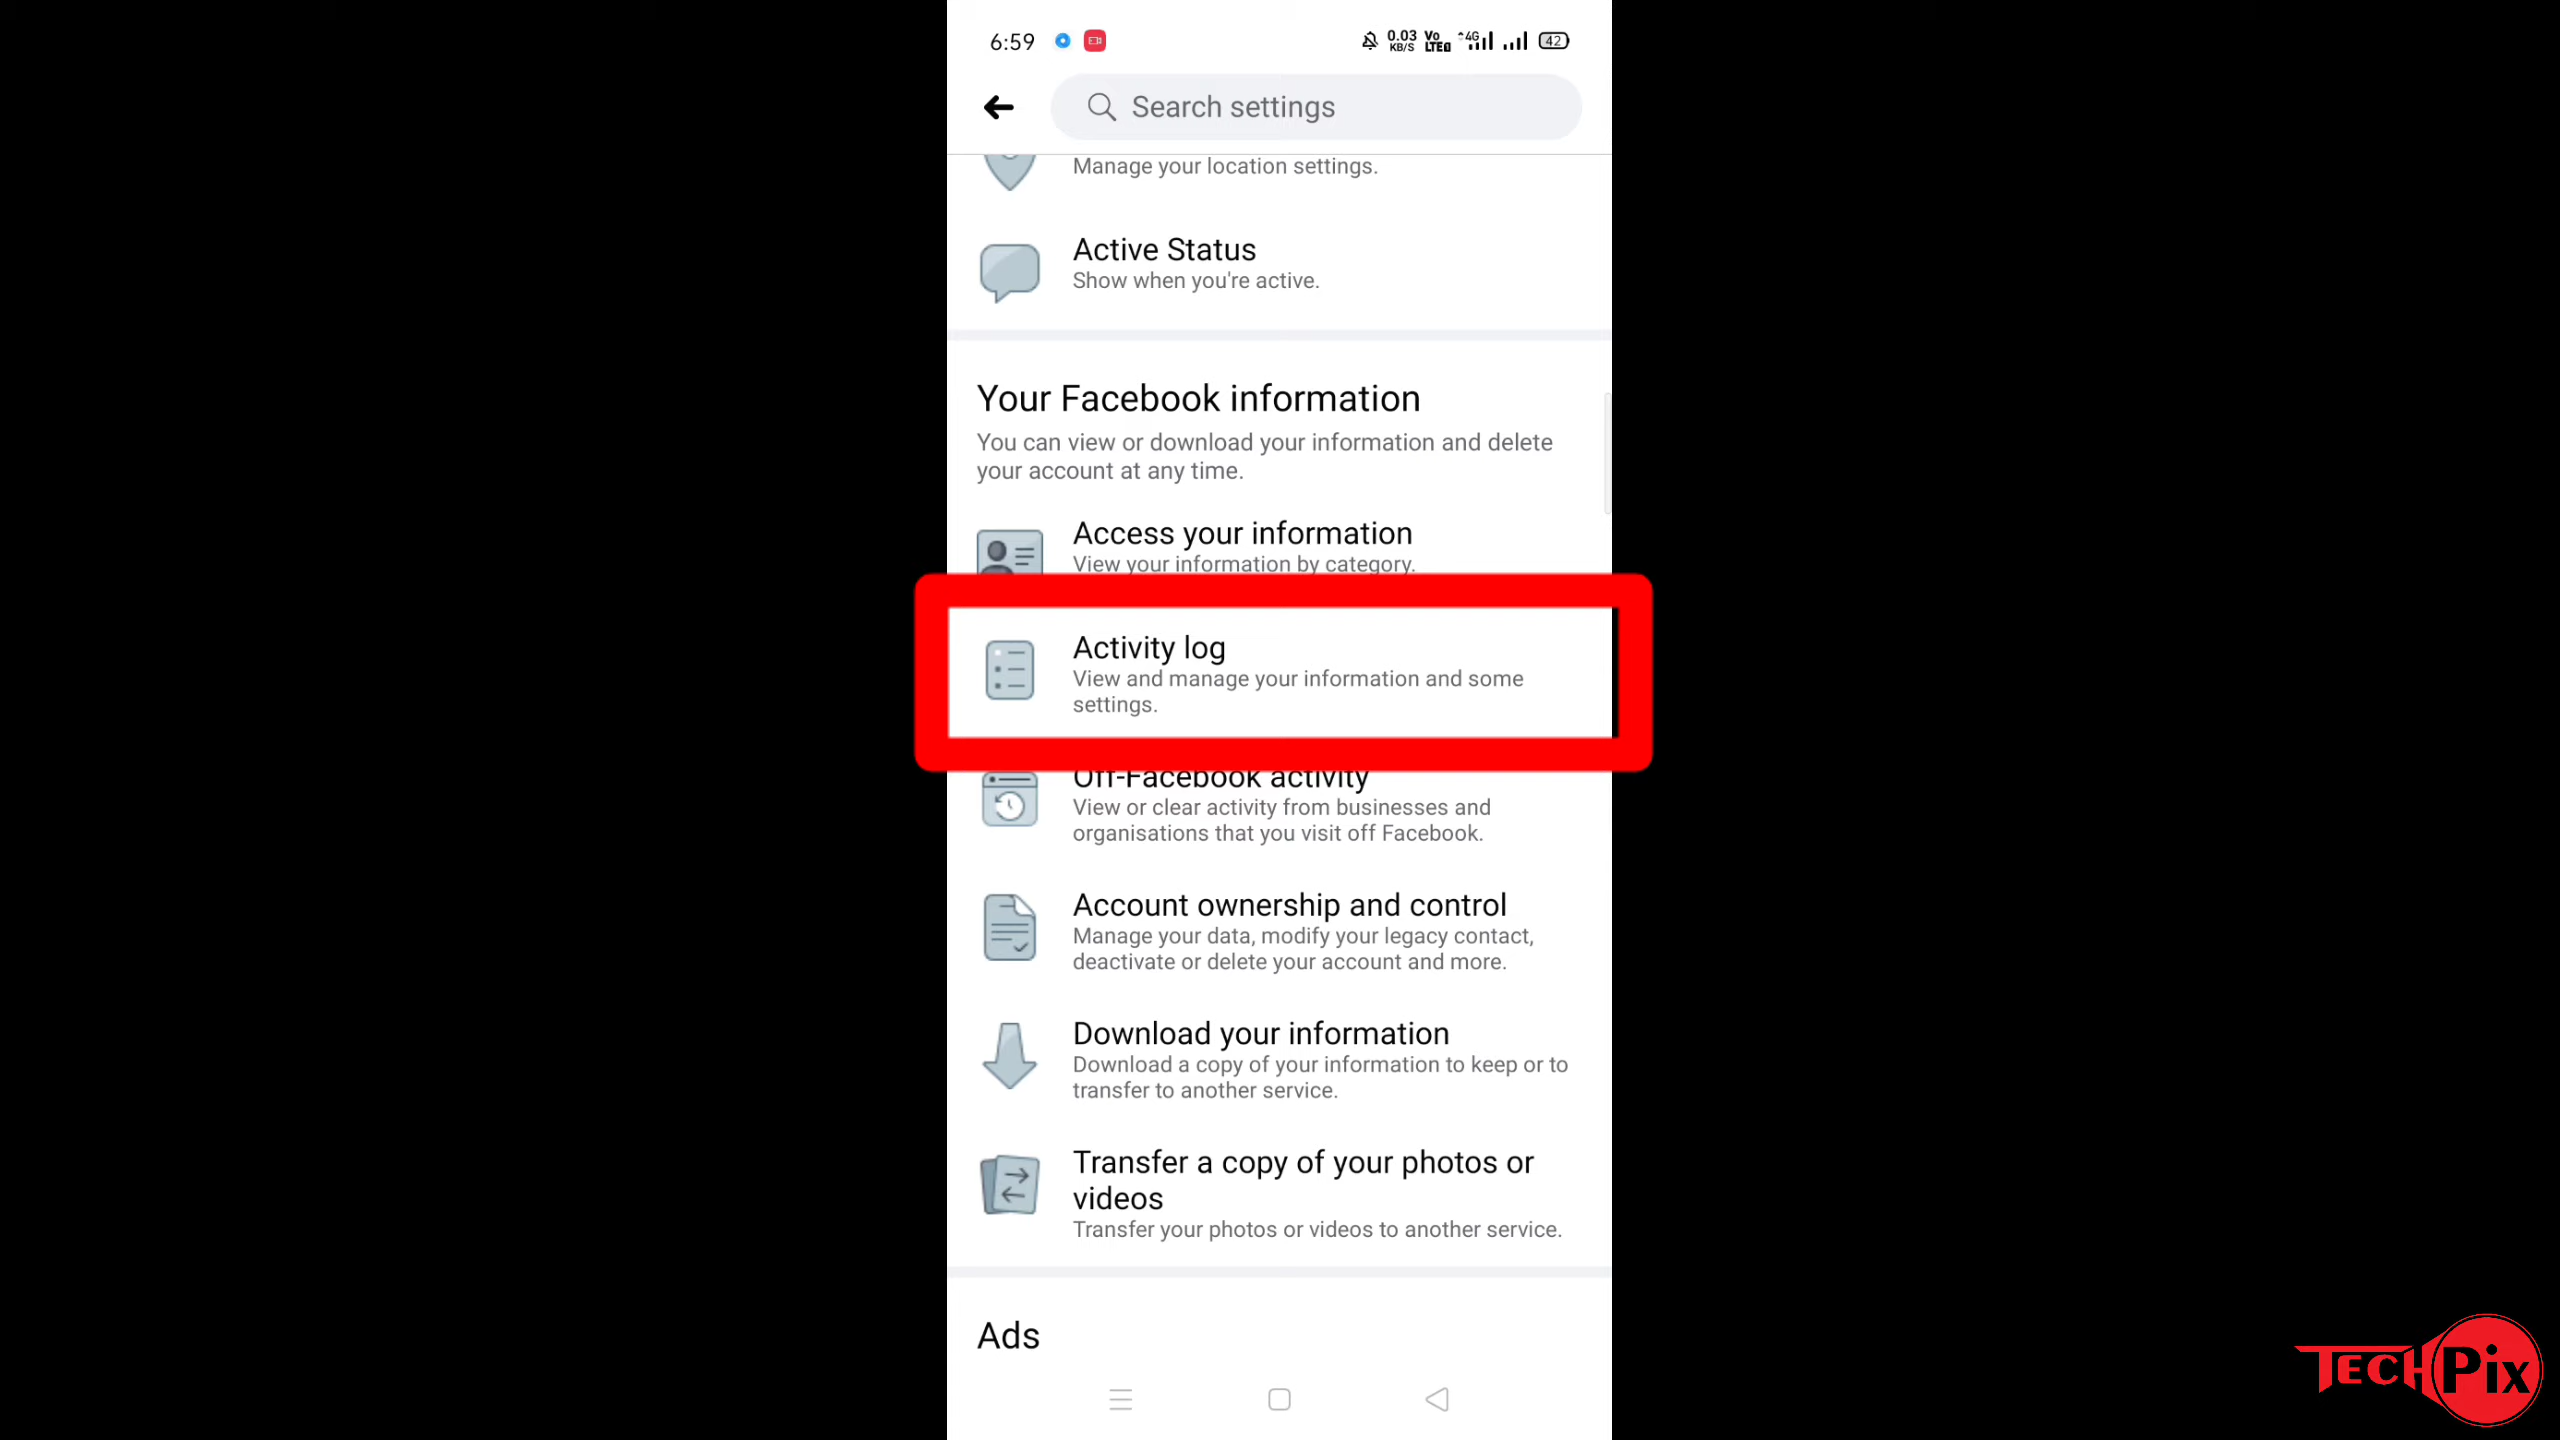 6:59
0.03 KB/S Vo LTE 4G 42
Search settings
Manage your location settings.
Active Status
Show when you're active.
Your Facebook information
You can view or download your information and delete
your account at any time.
Access your information
View your information by category.
Activity log
View and manage your information and some
settings.
Off-Facebook activity
View or clear activity from businesses and
organisations that you visit off Facebook.
Account ownership and control
Manage your data, modify your legacy contact,
deactivate or delete your account and more.
Download your information
Download a copy of your information to keep or to
transfer to another service.
Transfer a copy of your photos or
videos
Transfer your photos or videos to another service.
Ads
TECH Pix